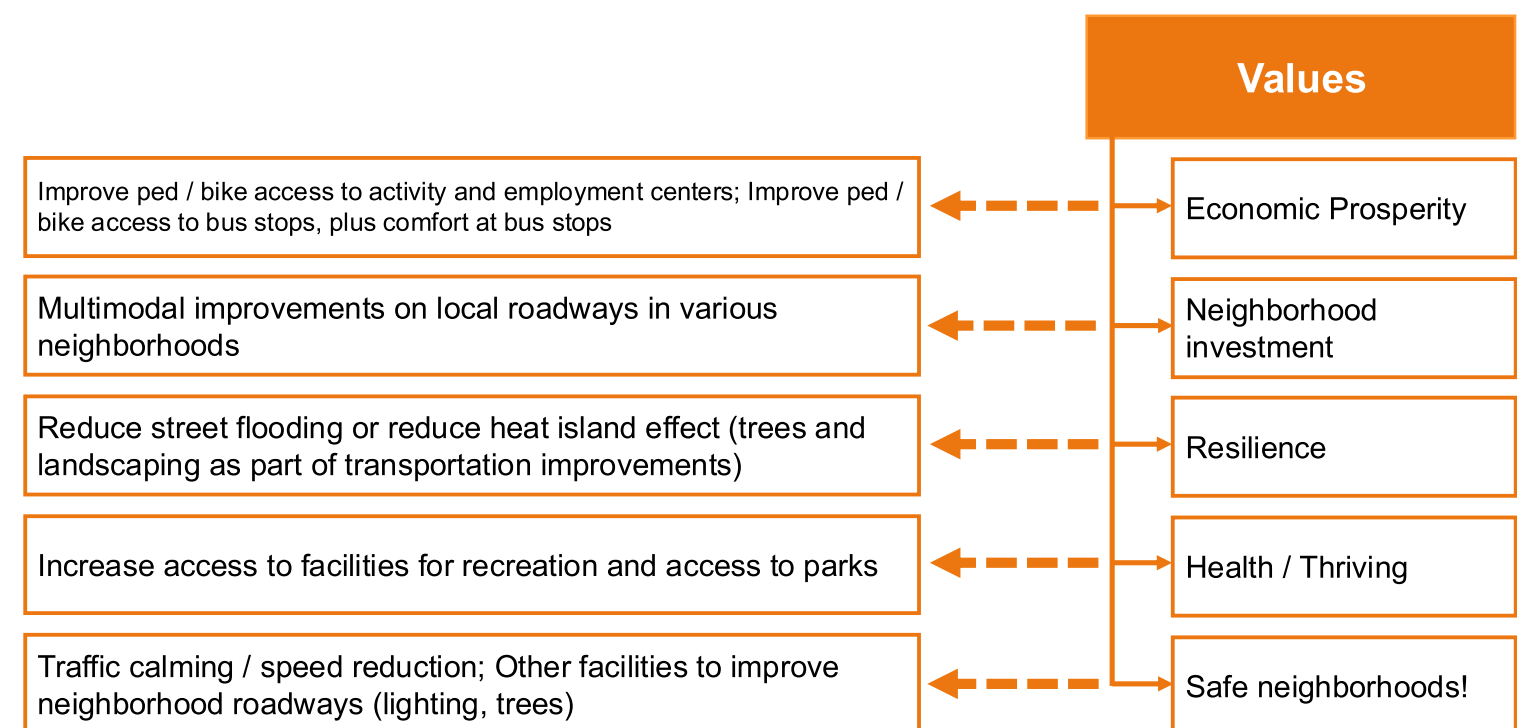 Values
Improve ped / bike access to activity and employment centers; Improve ped /
bike access to bus stops, plus comfort at bus stops
Economic Prosperity
Multimodal improvements on local roadways in various
neighborhoods
Neighborhood
investment
Reduce street flooding or reduce heat island effect (trees and
landscaping as part of transportation improvements)
Resilience
Increase access to facilities for recreation and access to parks
Health / Thriving
Traffic calming / speed reduction; Other facilities to improve
neighborhood roadways (lighting, trees)
Safe neighborhoods!